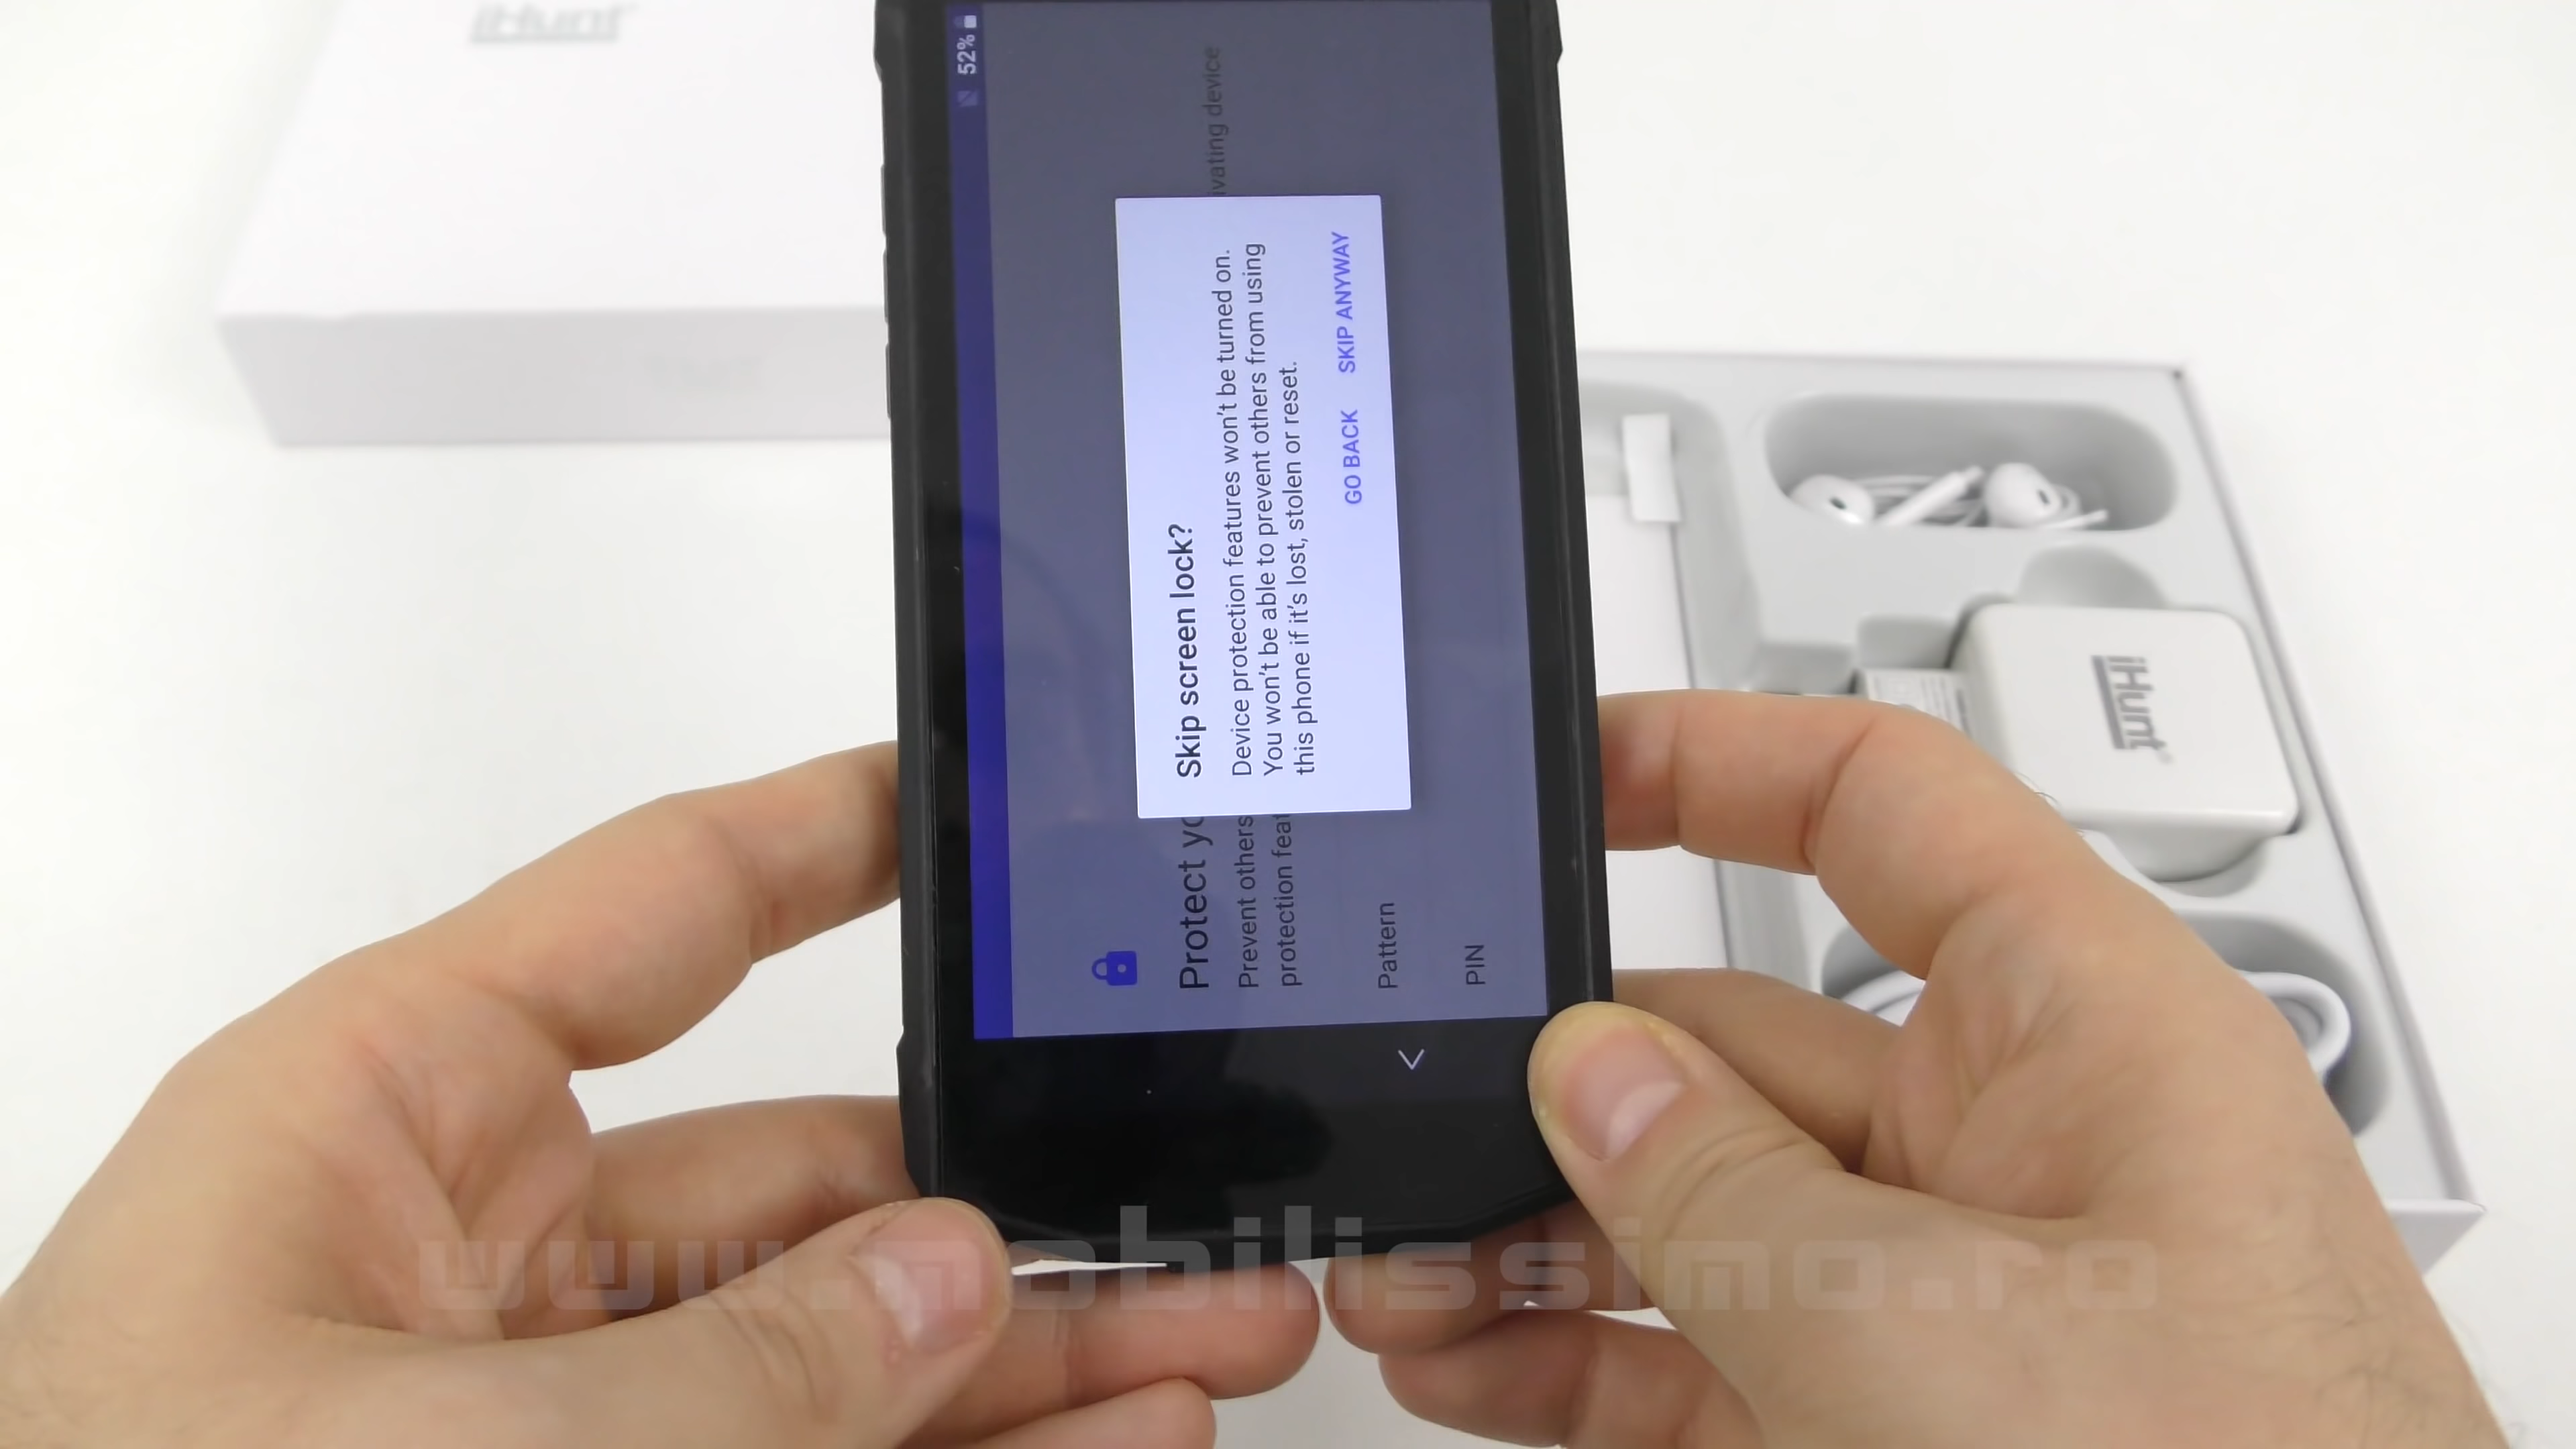 iHunt
52%
ivating device
Skip screen lock?
Device protection features won't be turned on.
You won't be able to prevent others from using
this phone if it's lost, stolen or reset.
GO BACK SKIP ANYWAY
Protect yo
Prevent others
protection feat
Pattern
PIN
iHunt
www.mobilissimo.ro